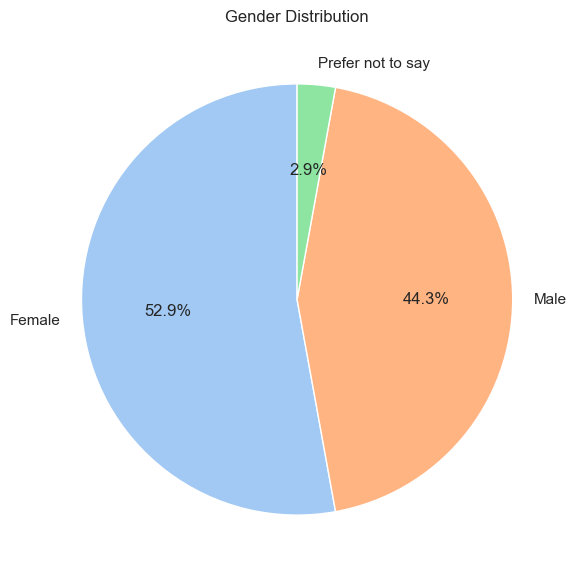 Gender Distribution
Prefer not to say
2.9%
44.3%
Male
52.9%
Female